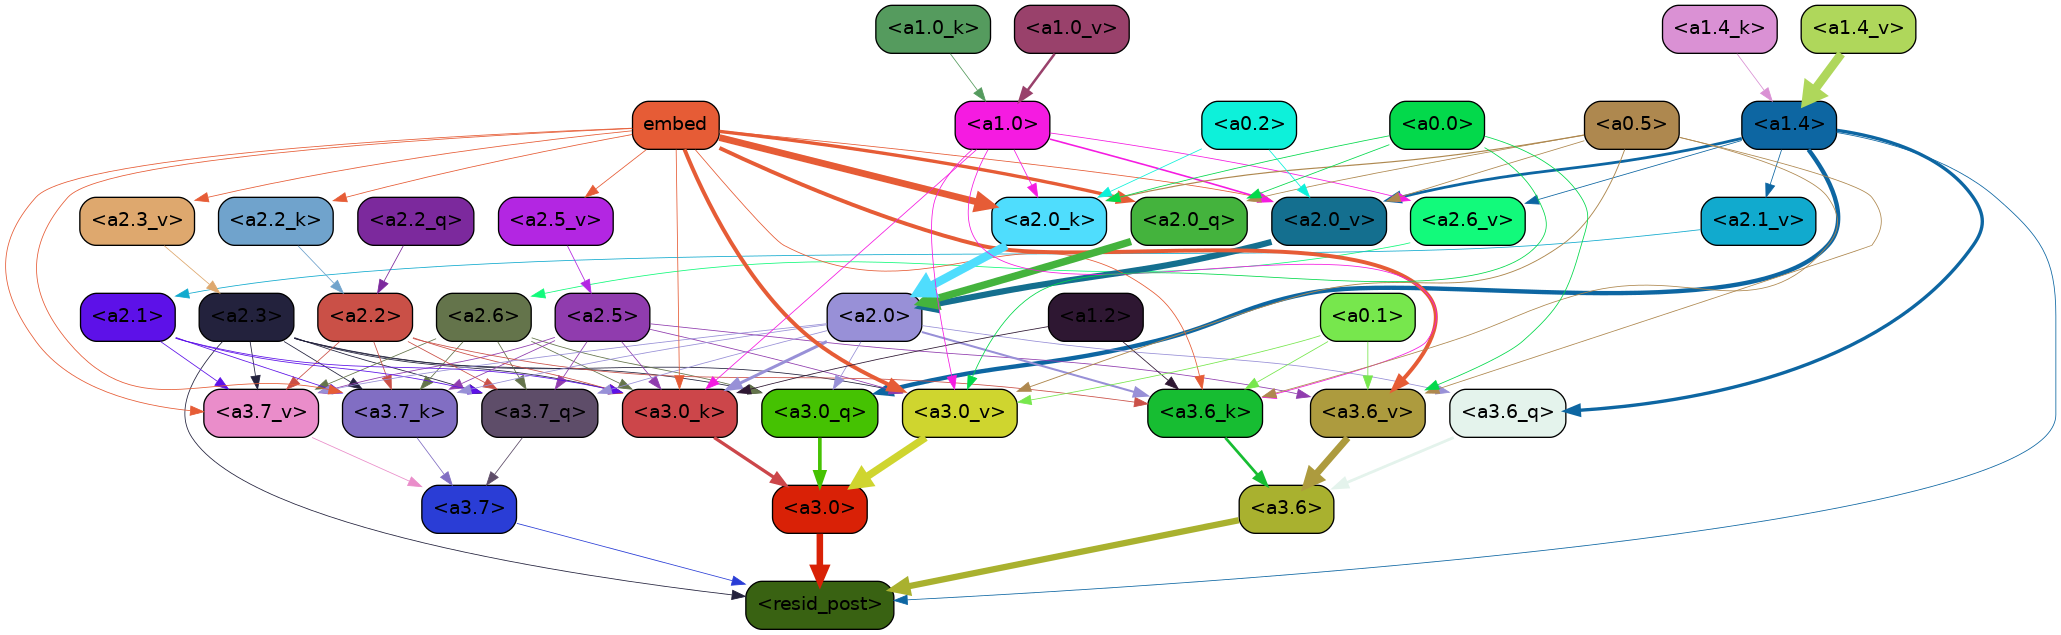 <a1.0_k>
<a1.0_v>
<a1.4_k>
<a1.4_v>
embed
<a1.0>
<a0.2>
<a0.0>
<a0.5>
<a1.4>
<a2.3_v>
<a2.2_k>
<a2.2_q>
<a2.5_v>
<a2.0_k>
<a2.0_q>
<a2.0_v>
<a2.6_v>
<a2.1_v>
<a2.1>
<a2.3>
<a2.2>
<a2.6>
<a2.5>
<a2.0>
<a1.2>
<a0.1>
<a3.7_v>
<a3.7_k>
<a3.7_q>
<a3.0_k>
<a3.0_q>
<a3.0_v>
<a3.6_k>
<a3.6_v>
<a3.6_q>
<a3.7>
<a3.0>
<a3.6>
<resid_post>